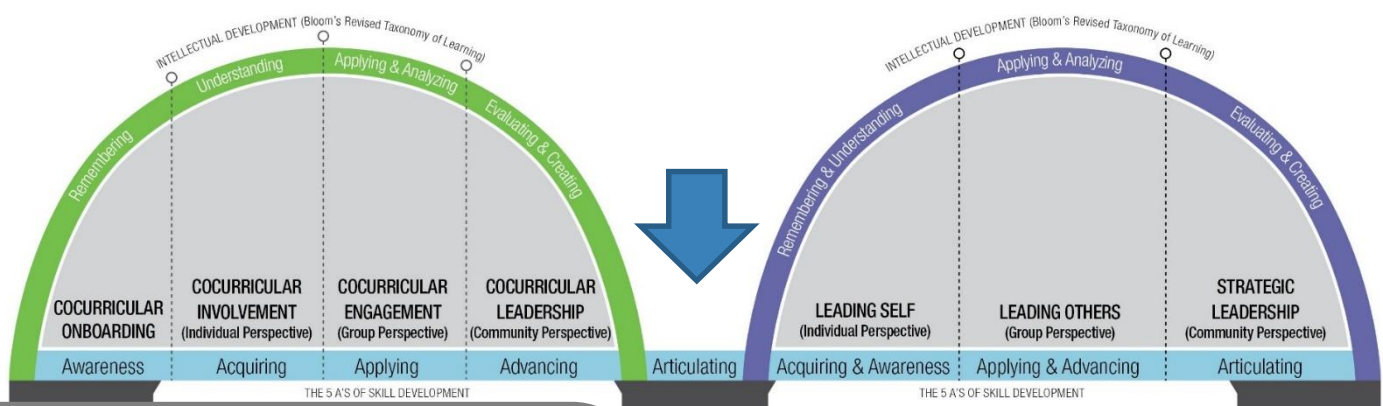 INTELLECTUAL DEVELOPMENT (Bloom's Revised Taxonomy of Learning)
Remembering
Understanding
Applying & Analyzing
Evaluating & Creating
COCURRICULAR
ONBOARDING
COCURRICULAR
INVOLVEMENT
(Individual Perspective)
COCURRICULAR
ENGAGEMENT
(Group Perspective)
COCURRICULAR
LEADERSHIP
(Community Perspective)
Awareness
Acquiring
Applying
Advancing
THE 5 A'S OF SKILL DEVELOPMENT
Articulating
INTELLECTUAL DEVELOPMENT (Bloom's Revised Taxonomy of Learning)
Remembering & Understanding
Applying & Analyzing
Evaluating & Creating
LEADING SELF
(Individual Perspective)
LEADING OTHERS
(Group Perspective)
STRATEGIC
LEADERSHIP
(Community Perspective)
Acquiring & Awareness
Applying & Advancing
Articulating
THE 5 A'S OF SKILL DEVELOPMENT